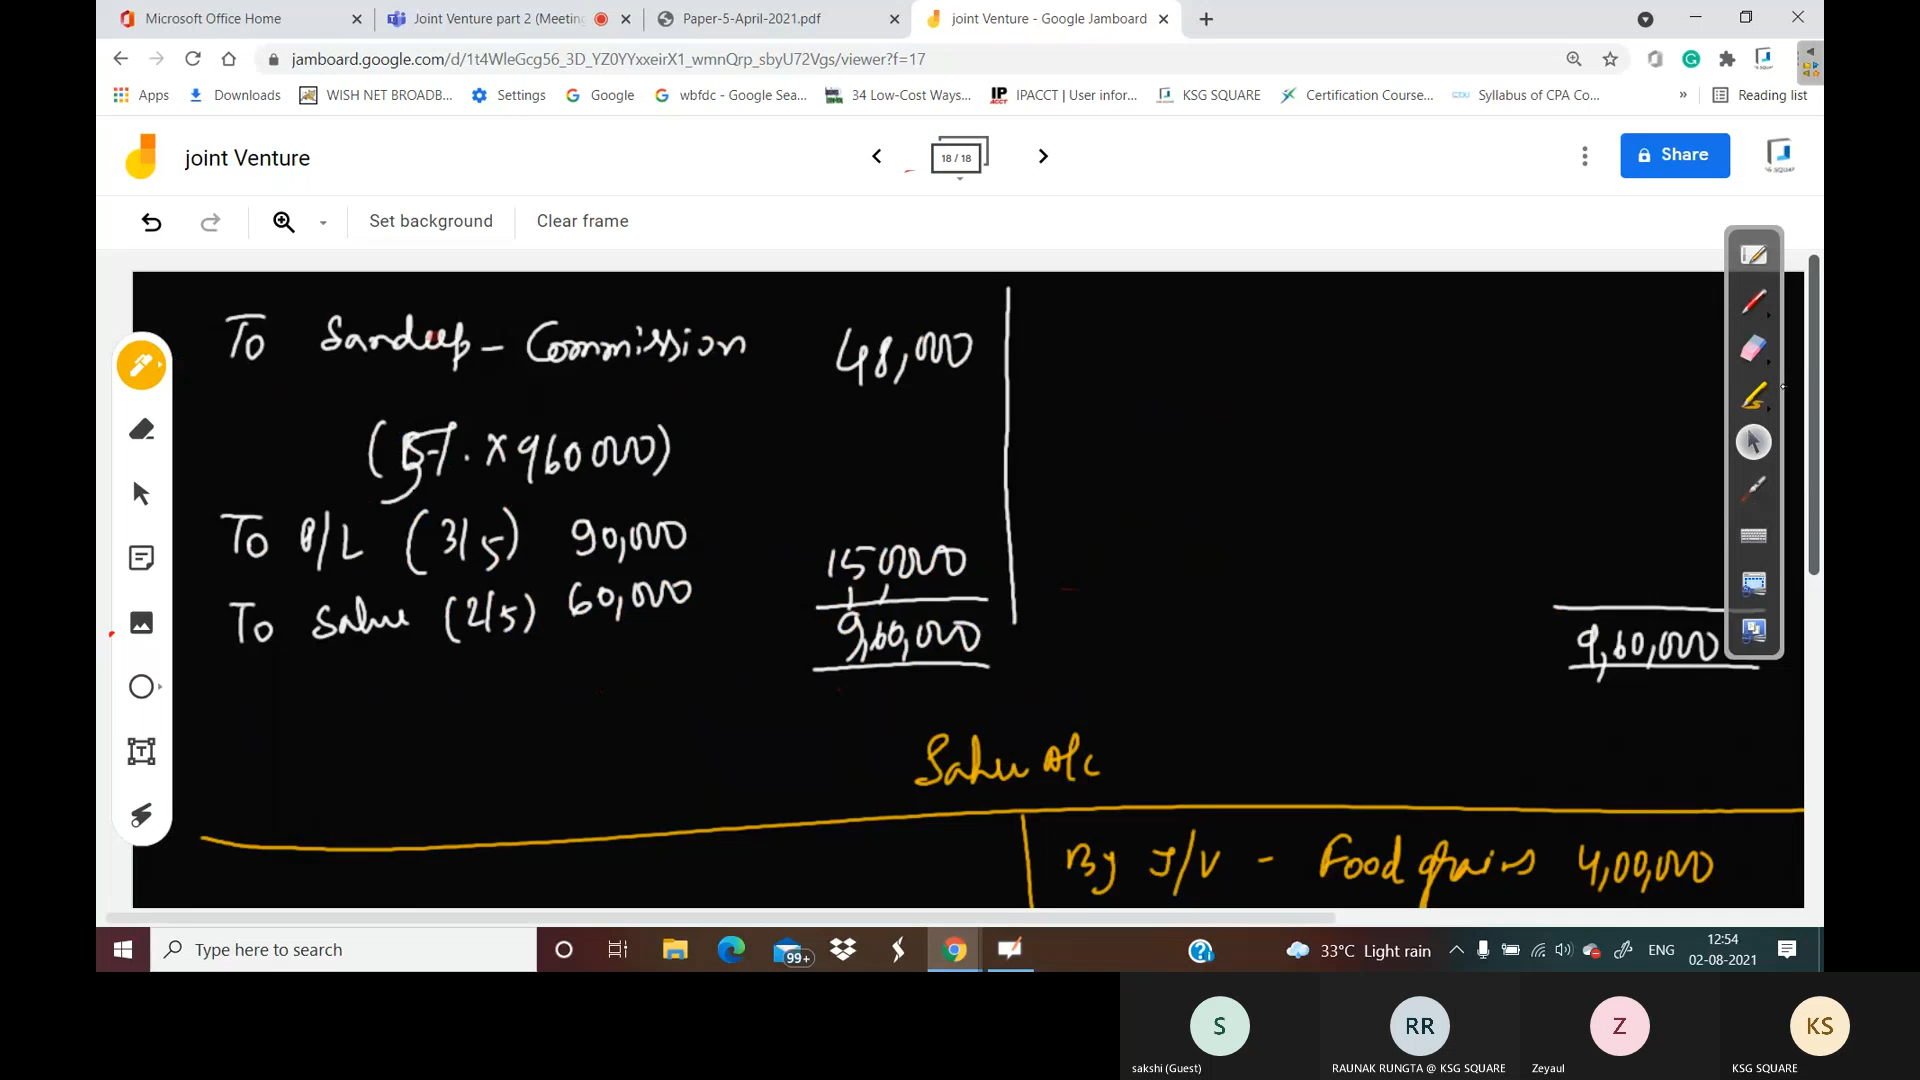 Microsoft Office Home
Joint Venture part 2 (Meetin
Paper-5-April-2021.pdf
joint Venture - Google Jamboard
jamboard.google.com/d/1t4WleGcg56_3D_YZ0YYxxeirX1_wmnQrp_sbyU72Vgs/viewer?f=17
Apps
Downloads
WISH NET BROADB...
Settings
Google
wbfdc - Google Sea...
34 Low-Cost Ways...
IPACCT | User infor...
KSG SQUARE
Certification Course...
Syllabus of CPA Co...
»
Reading list
joint Venture
18 / 18
Share
Set background
Clear frame
To Sandeep - Commission 48,000
(5%. x 960000)
To P/L (3/5) 90,000
150000
To Sahu (2/5) 60,000
9,60,000
9,60,000
Sahu A/c
By J/V - Food grains 4,00,000
Type here to search
99+
33°C Light rain
ENG
12:54
02-08-2021
S
RR
Z
KS
sakshi (Guest)
RAUNAK RUNGTA @ KSG SQUARE
Zeyaul
KSG SQUARE